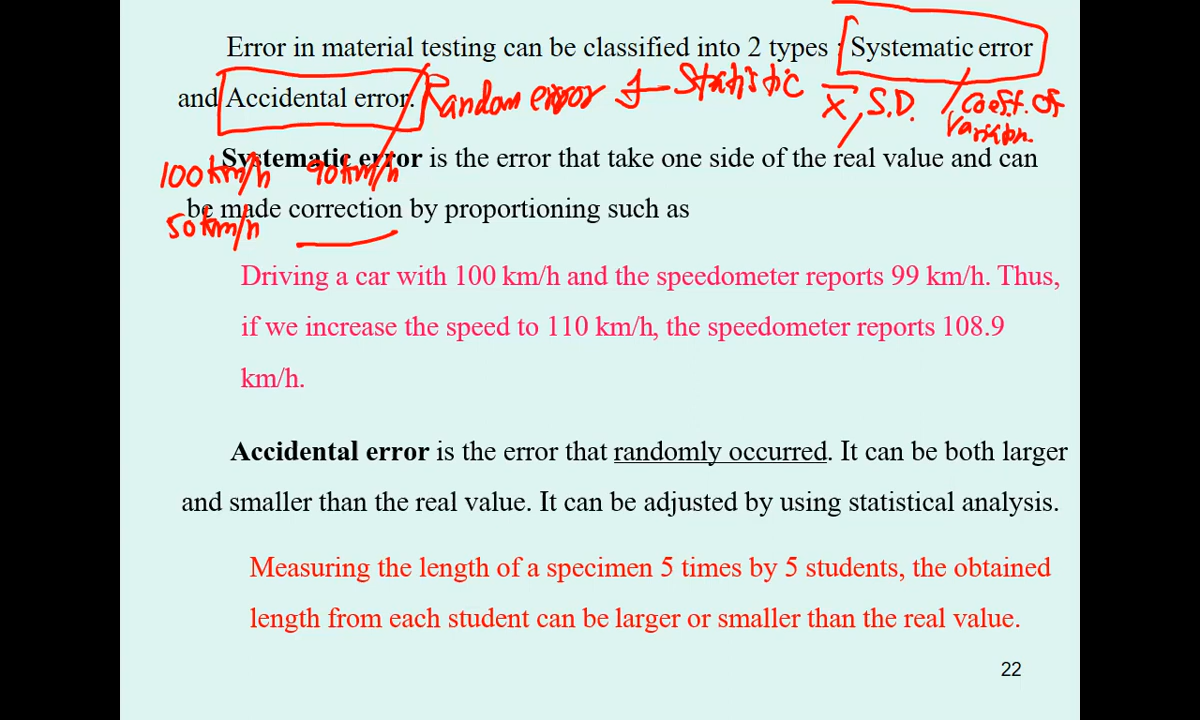 Error in material testing can be classified into 2 types : Systematic error
and Accidental error. Random error Statistic x̄, S.D. Coeff. of
Variation.
Systematic error is the error that take one side of the real value and can
100 km/h 90 km/h
be made correction by proportioning such as
50 km/h
Driving a car with 100 km/h and the speedometer reports 99 km/h. Thus,
if we increase the speed to 110 km/h, the speedometer reports 108.9
km/h.
Accidental error is the error that randomly occurred. It can be both larger
and smaller than the real value. It can be adjusted by using statistical analysis.
Measuring the length of a specimen 5 times by 5 students, the obtained
length from each student can be larger or smaller than the real value.
22